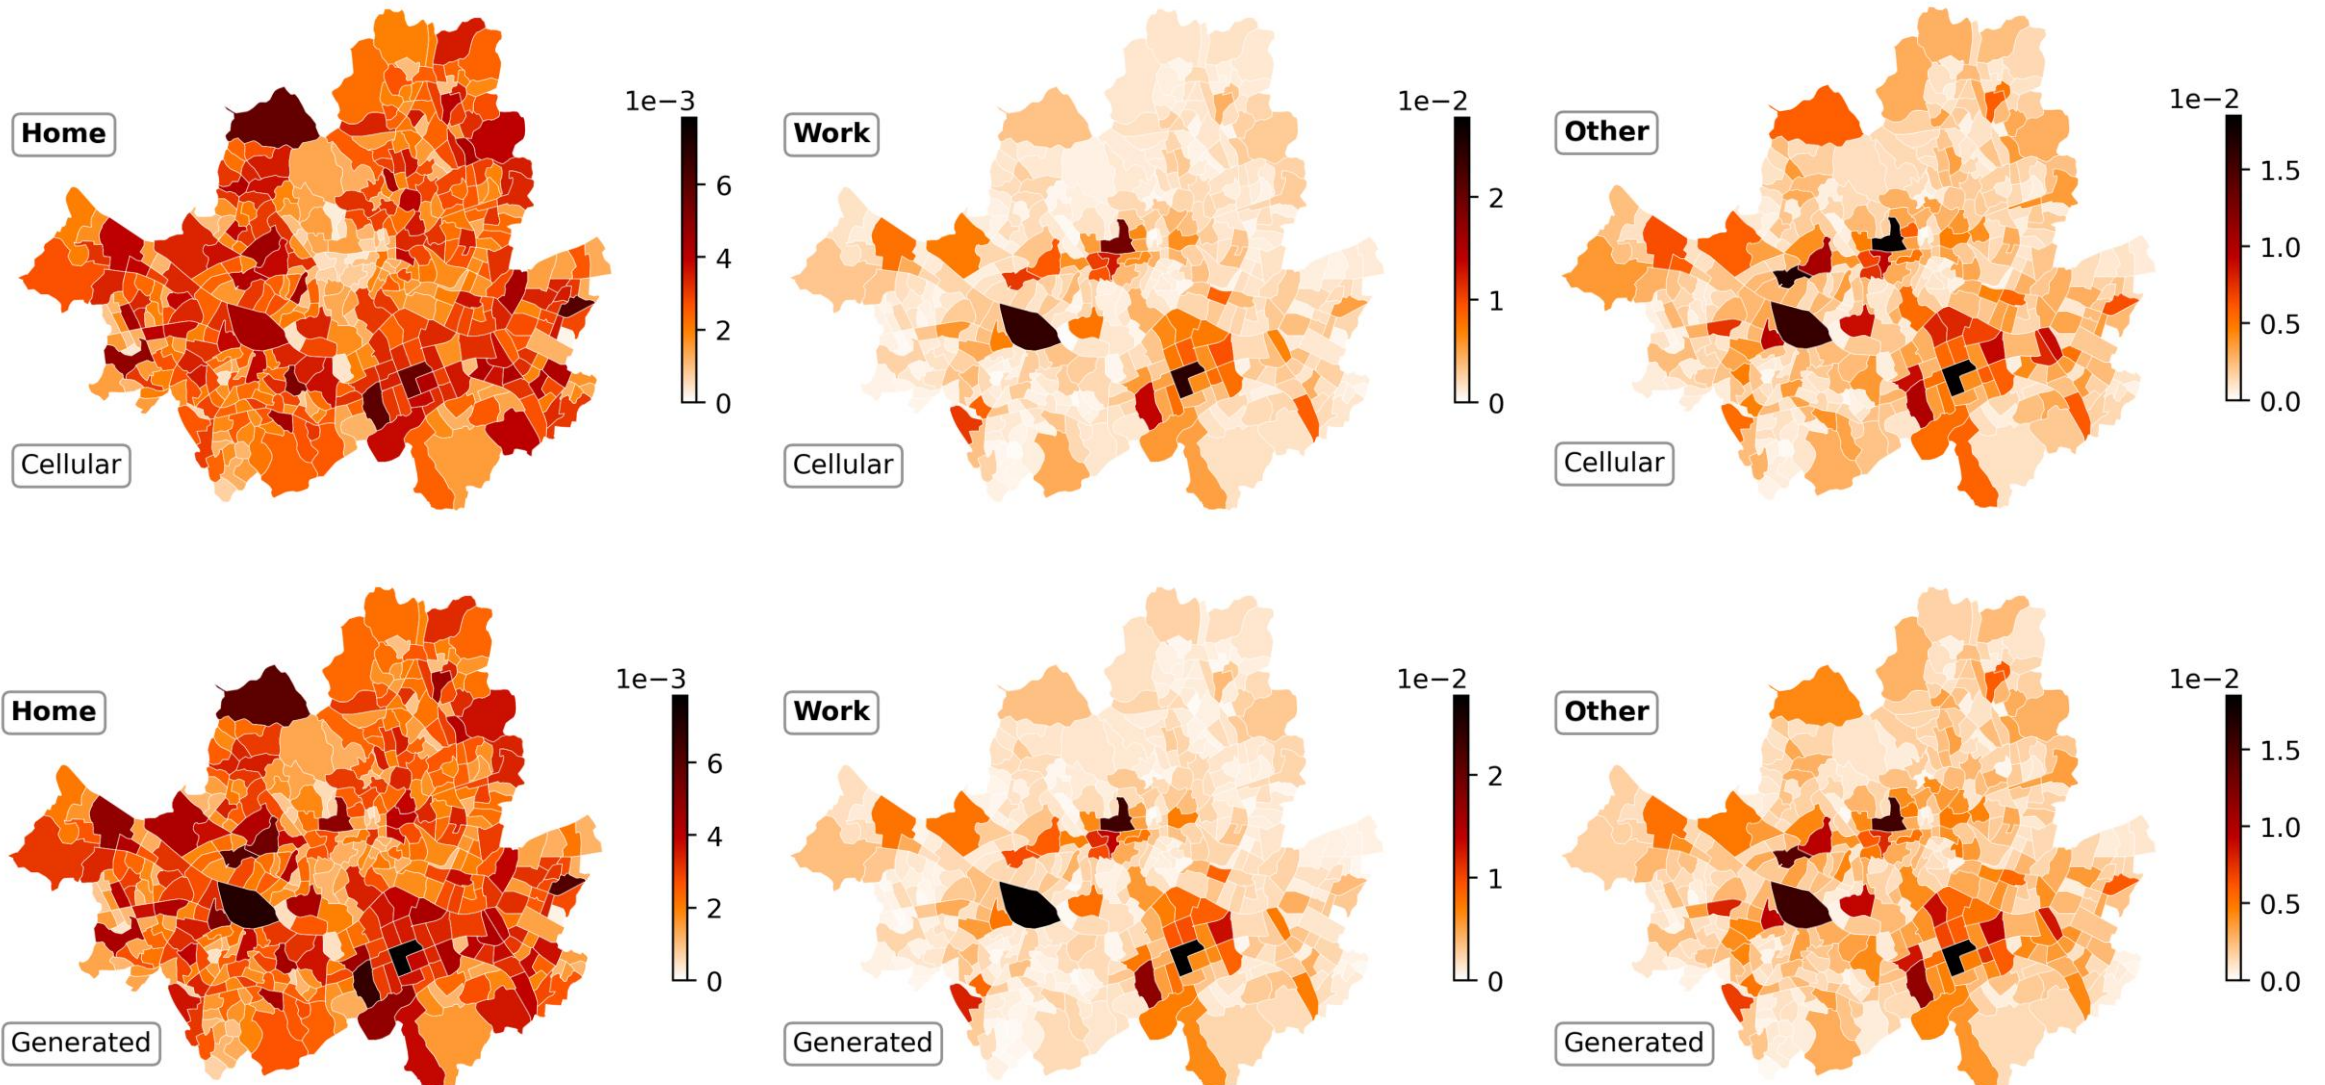 1e−3
1e−2
1e−2
Home
Work
Other
6
4
2
0
2
1
0
1.5
1.0
0.5
0.0
Cellular
Cellular
Cellular
1e−3
1e−2
1e−2
Home
Work
Other
6
4
2
0
2
1
0
1.5
1.0
0.5
0.0
Generated
Generated
Generated